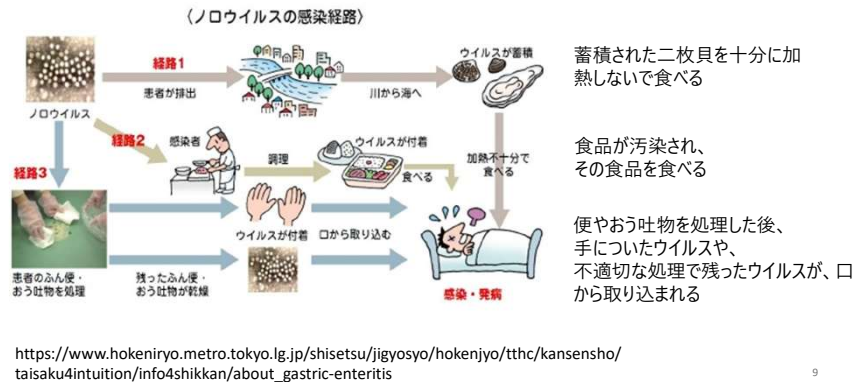 〈ノロウイルスの感染経路〉
経路1
ウイルスが蓄積
患者が排出
川から海へ
ノロウイルス
蓄積された二枚貝を十分に加
熱しないで食べる
経路2
感染者
調理
ウイルスが付着
食べる
加熱不十分で
食べる
食品が汚染され、
その食品を食べる
経路3
ウイルスが付着
口から取り込む
患者のふん便・
おう吐物を処理
残ったふん便・
おう吐物が乾燥
感染・発病
便やおう吐物を処理した後、
手についたウイルスや、
不適切な処理で残ったウイルスが、口
から取り込まれる
https://www.hokeniryo.metro.tokyo.lg.jp/shisetsu/jigyosyo/hokenjyo/tthc/kansensho/
taisaku4intuition/info4shikkan/about_gastric-enteritis
9